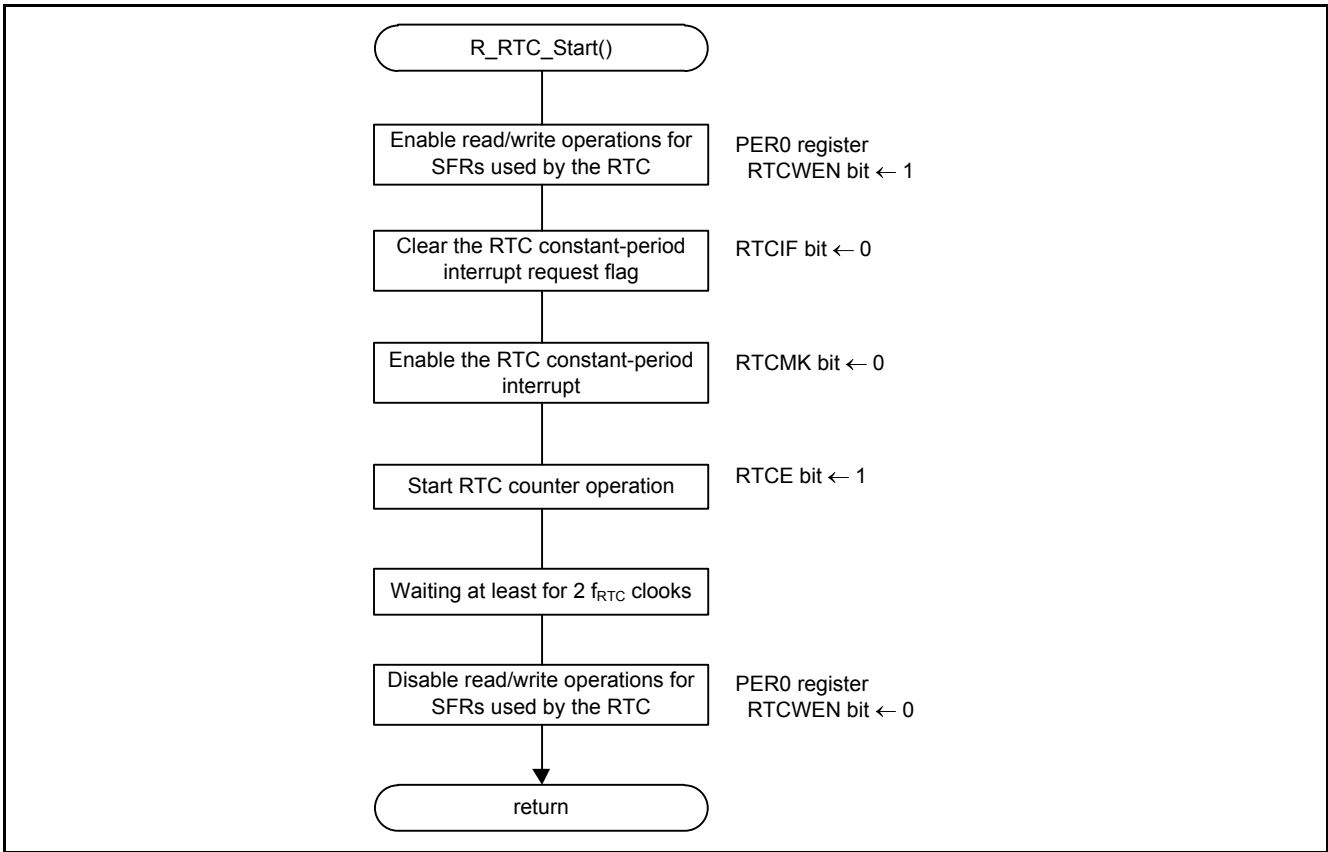 R_RTC_Start()
Enable read/write operations for
SFRs used by the RTC
PER0 register
RTCWEN bit ← 1
Clear the RTC constant-period
interrupt request flag
RTCIF bit ← 0
Enable the RTC constant-period
interrupt
RTCMK bit ← 0
Start RTC counter operation
RTCE bit ← 1
Waiting at least for 2 fRTC clooks
Disable read/write operations for
SFRs used by the RTC
PER0 register
RTCWEN bit ← 0
return